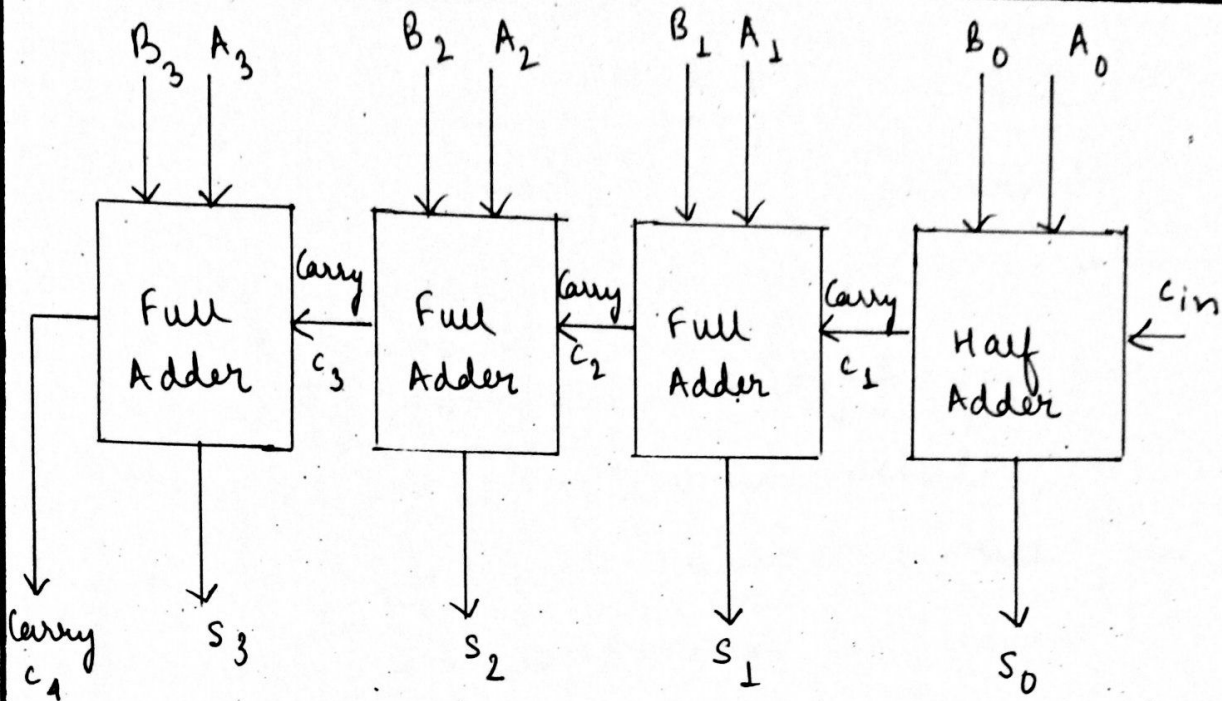 B3 A3 B2 A2 B1 A1 B0 A0
Full Adder
Carry
C3
Full Adder
Carry
C2
Full Adder
Carry
C1
Half Adder
Cin
Carry
C4
S3
S2
S1
S0